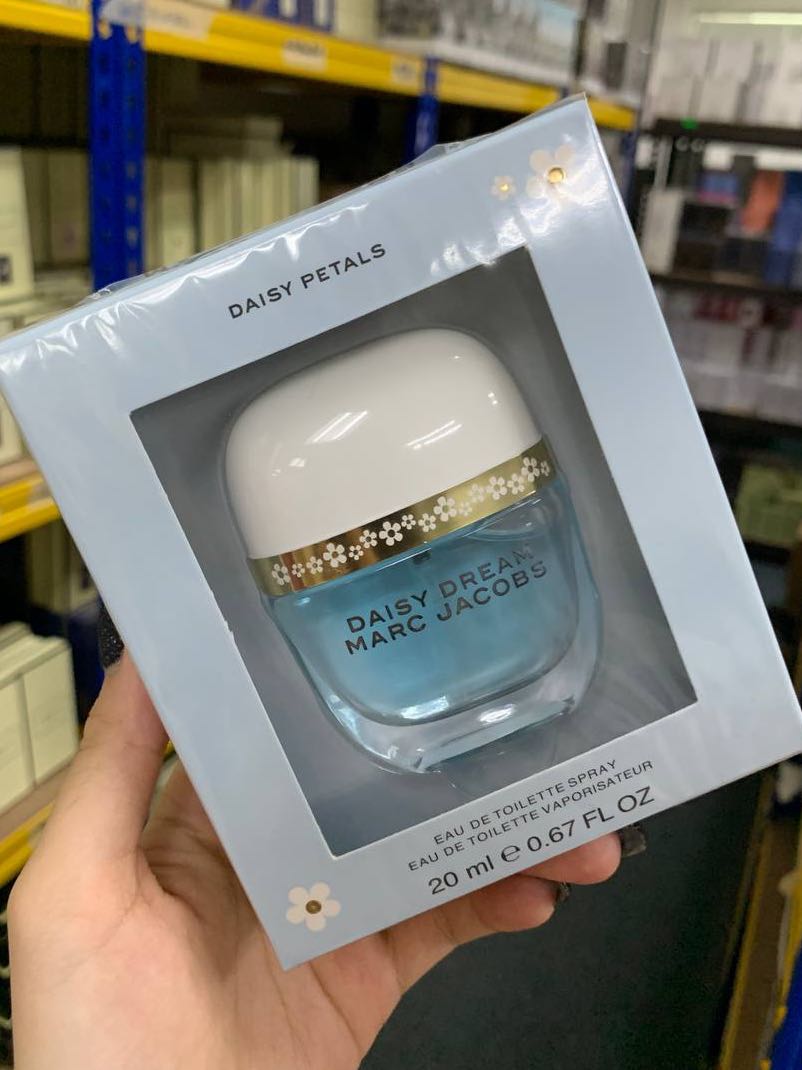 DAISY PETALS
DAISY DREAM
MARC JACOBS
EAU DE TOILETTE SPRAY
EAU DE TOILETTE VAPORISATEUR
20 ml ℮ 0.67 FL OZ